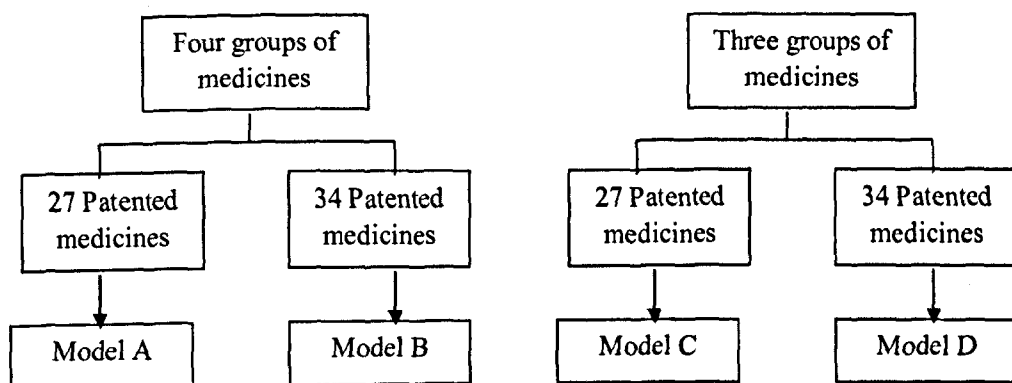 Four groups of
medicines
Three groups of
medicines
27 Patented
medicines
34 Patented
medicines
27 Patented
medicines
34 Patented
medicines
Model A
Model B
Model C
Model D